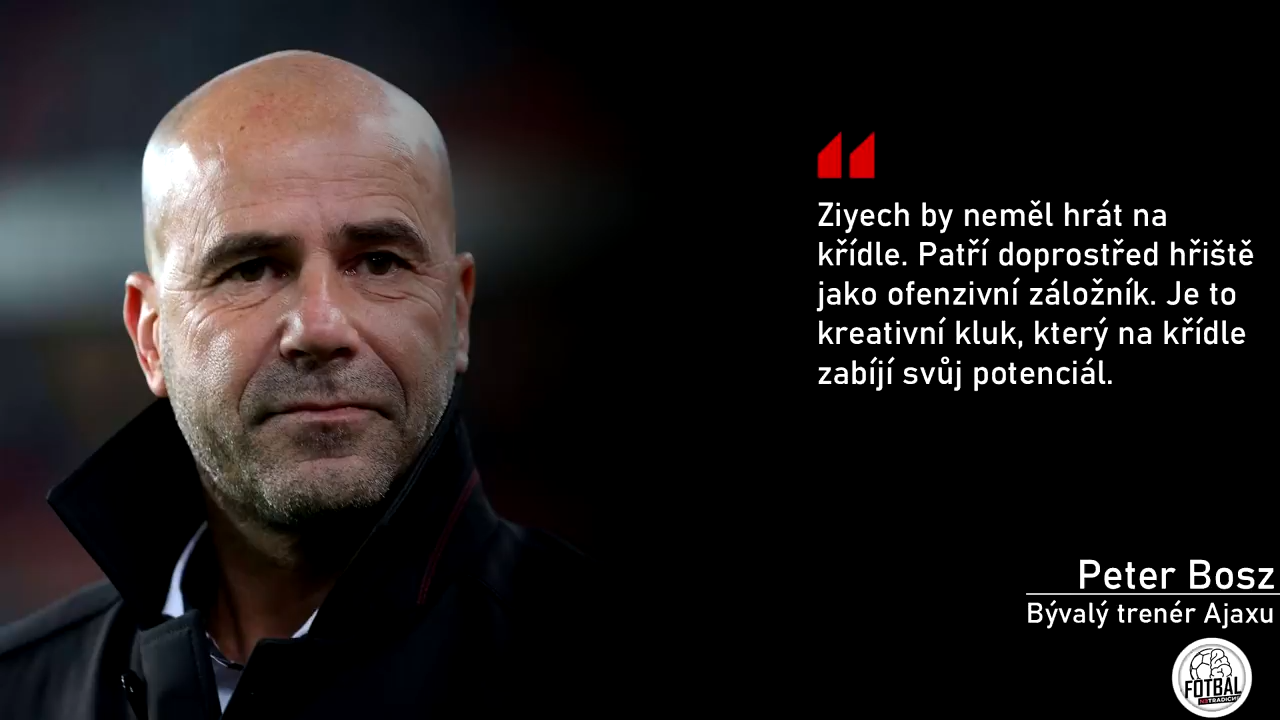 Ziyech by neměl hrát na
křídle. Patří doprostřed hřiště
jako ofenzivní záložník. Je to
kreativní kluk, který na křídle
zabíjí svůj potenciál.
Peter Bosz
Bývalý trenér Ajaxu
FOTBAL